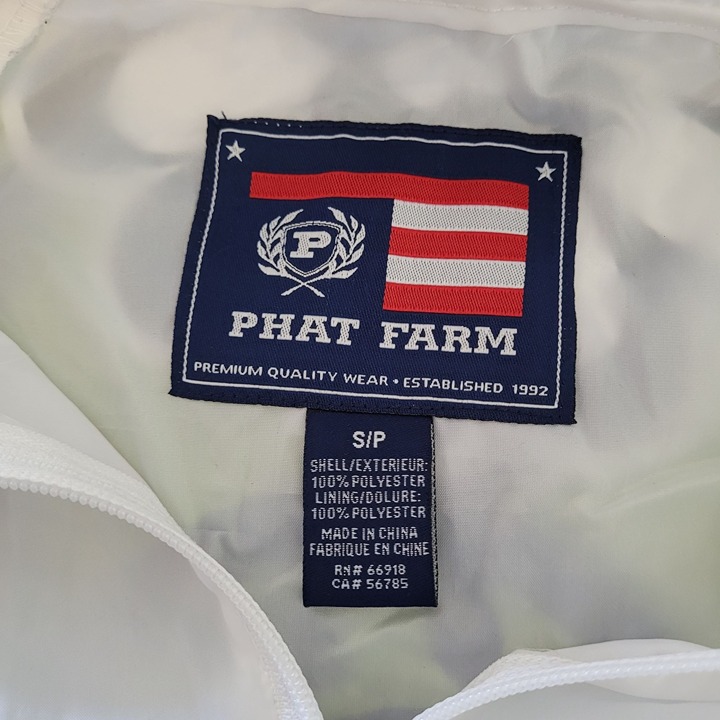 P
PHAT FARM
PREMIUM QUALITY WEAR • ESTABLISHED 1992
S/P
SHELL/EXTERIEUR:
100% POLYESTER
LINING/DOLURE:
100% POLYESTER
MADE IN CHINA
FABRIQUE EN CHINE
RN# 66918
CA# 56785